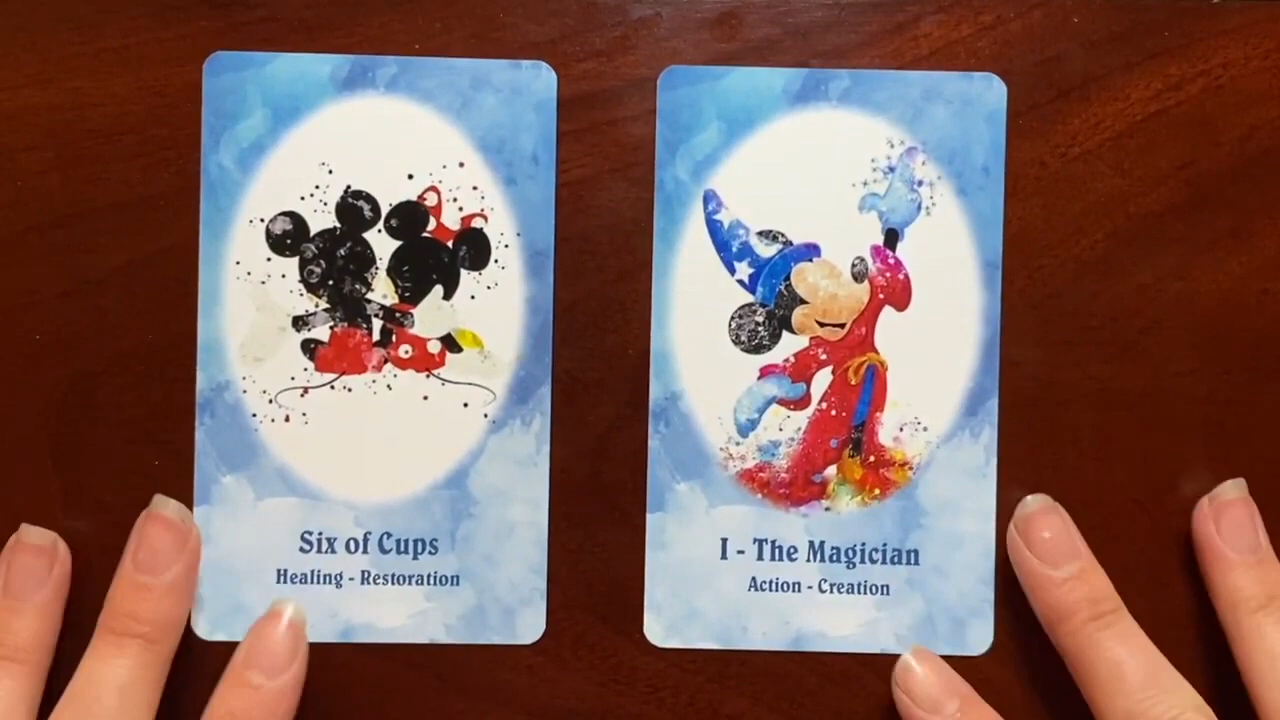 Six of Cups
Healing - Restoration
I - The Magician
Action - Creation